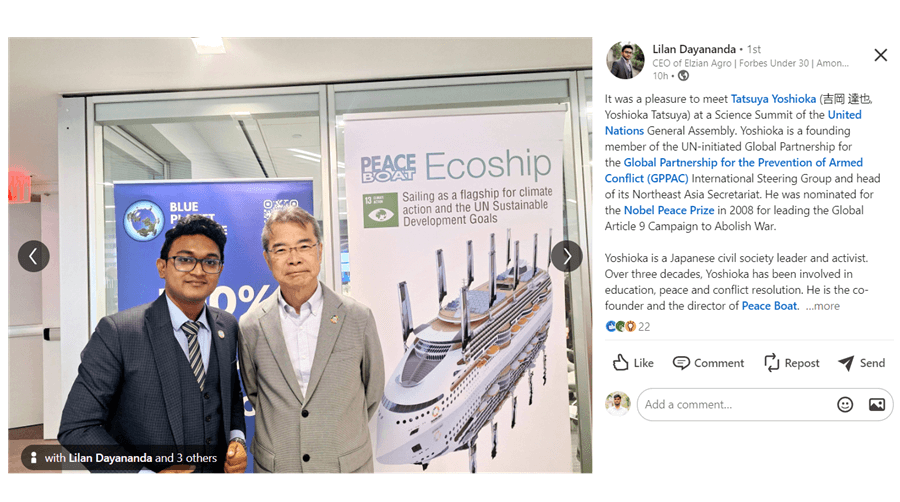 BLUE
PLANET
PEACE
BOAT
Ecoship
13 CLIMATE
ACTION
Sailing as a flagship for climate
action and the UN Sustainable
Development Goals
with Lilan Dayananda and 3 others
Lilan Dayananda • 1st
CEO of Elzian Agro | Forbes Under 30 | Amon...
10h •
It was a pleasure to meet Tatsuya Yoshioka (吉岡 達也,
Yoshioka Tatsuya) at a Science Summit of the United
Nations General Assembly. Yoshioka is a founding
member of the UN-initiated Global Partnership for
the Global Partnership for the Prevention of Armed
Conflict (GPPAC) International Steering Group and head
of its Northeast Asia Secretariat. He was nominated for
the Nobel Peace Prize in 2008 for leading the Global
Article 9 Campaign to Abolish War.
Yoshioka is a Japanese civil society leader and activist.
Over three decades, Yoshioka has been involved in
education, peace and conflict resolution. He is the co-
founder and the director of Peace Boat. ...more
22
Like Comment Repost Send
Add a comment...